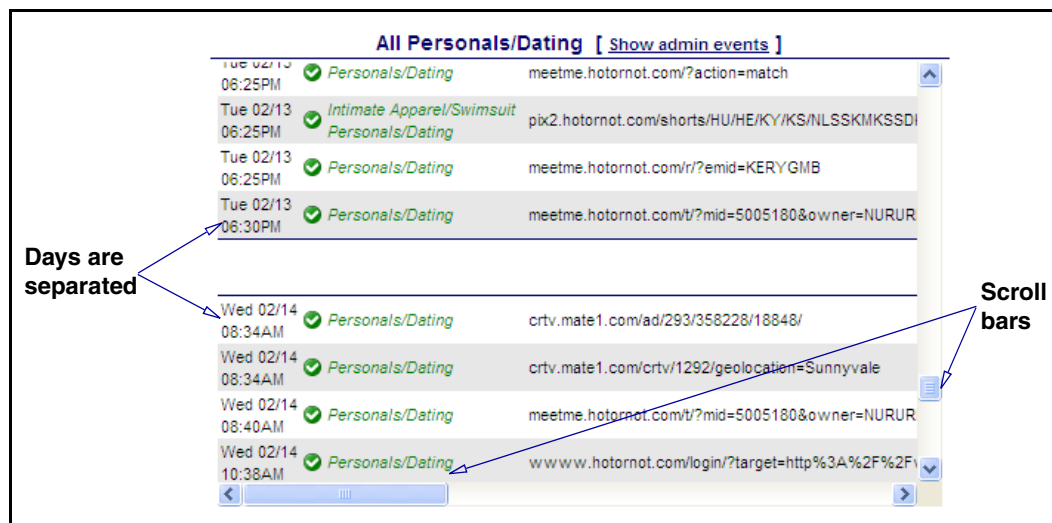 All Personals/Dating [ Show admin events ]
Tue 02/13
06:25PM
Personals/Dating
meetme.hotornot.com/?action=match
Tue 02/13
06:25PM
Intimate Apparel/Swimsuit
Personals/Dating
pix2.hotornot.com/shorts/HU/HE/KY/KS/NLSSKMKSSD
Tue 02/13
06:25PM
Personals/Dating
meetme.hotornot.com/r/?emid=KERYGMB
Tue 02/13
06:30PM
Personals/Dating
meetme.hotornot.com/t/?mid=5005180&owner=NURUR
Days are
separated
Wed 02/14
08:34AM
Personals/Dating
crtv.mate1.com/ad/293/358228/18848/
Wed 02/14
08:34AM
Personals/Dating
crtv.mate1.com/crtv/1292/geolocation=Sunnyvale
Wed 02/14
08:40AM
Personals/Dating
meetme.hotornot.com/t/?mid=5005180&owner=NURUR
Wed 02/14
10:38AM
Personals/Dating
wwww.hotornot.com/login/?target=http%3A%2F%2F
Scroll
bars